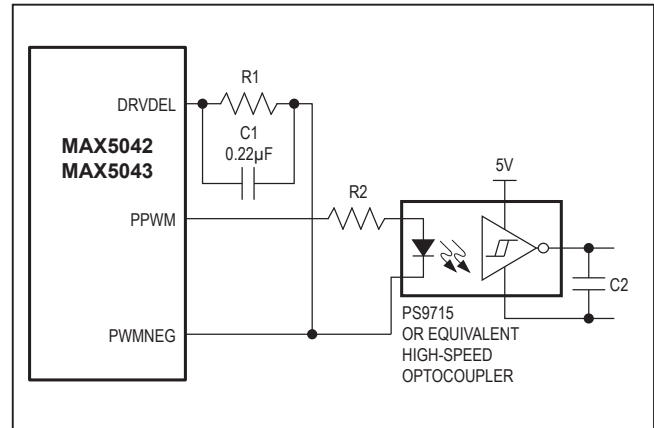 R1
DRVDEL
C1
0.22µF
MAX5042
MAX5043
5V
R2
PPWM
C2
PS9715
OR EQUIVALENT
HIGH-SPEED
OPTOCOUPLER
PWMNEG